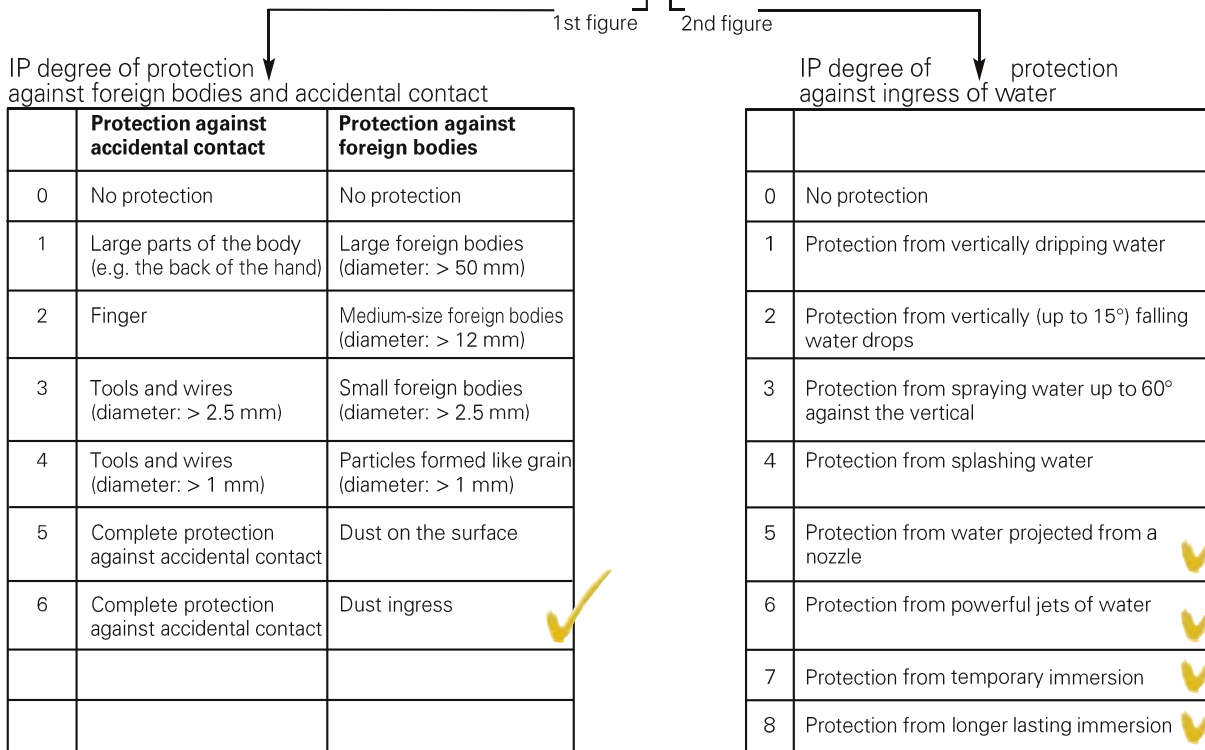 1st figure
2nd figure
IP degree of protection
against foreign bodies and accidental contact
Protection against
accidental contact
Protection against
foreign bodies
0
No protection
No protection
1
Large parts of the body
(e.g. the back of the hand)
Large foreign bodies
(diameter: > 50 mm)
2
Finger
Medium-size foreign bodies
(diameter: > 12 mm)
3
Tools and wires
(diameter: > 2.5 mm)
Small foreign bodies
(diameter: > 2.5 mm)
4
Tools and wires
(diameter: > 1 mm)
Particles formed like grain
(diameter: > 1 mm)
5
Complete protection
against accidental contact
Dust on the surface
6
Complete protection
against accidental contact
Dust ingress
IP degree of protection
against ingress of water
0
No protection
1
Protection from vertically dripping water
2
Protection from vertically (up to 15°) falling
water drops
3
Protection from spraying water up to 60°
against the vertical
4
Protection from splashing water
5
Protection from water projected from a
nozzle
6
Protection from powerful jets of water
7
Protection from temporary immersion
8
Protection from longer lasting immersion